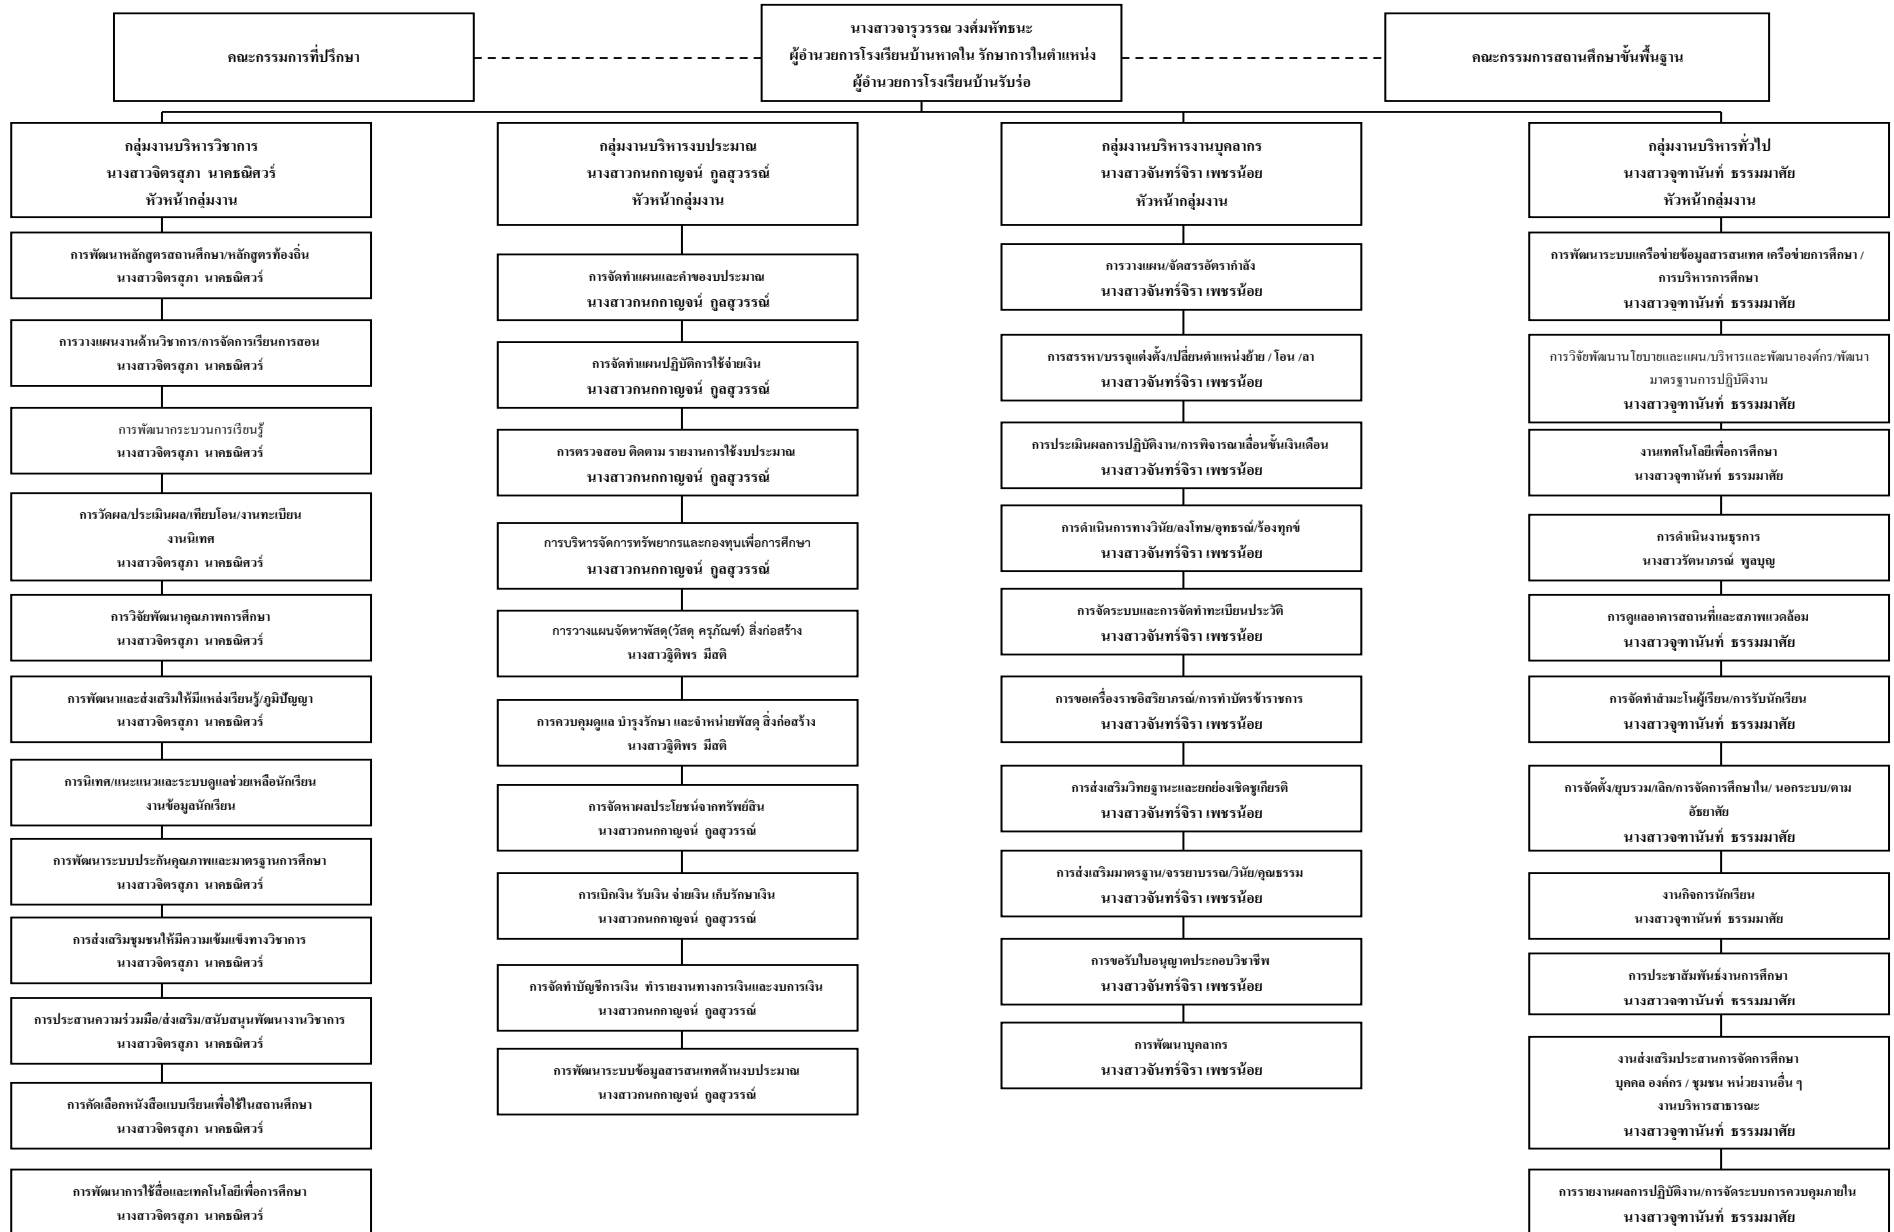 คณะกรรมการที่ปรึกษา
นางสาวจารุวรรณ วงศ์มหัทธนะ
ผู้อำนวยการโรงเรียนบ้านหาดใน รักษาการในตำแหน่ง
ผู้อำนวยการโรงเรียนบ้านรับร่อ
คณะกรรมการสถานศึกษาขั้นพื้นฐาน
กลุ่มงานบริหารวิชาการ
นางสาวจิตรสุภา นาคธณิศวร์
หัวหน้ากลุ่มงาน
การพัฒนาหลักสูตรสถานศึกษา/หลักสูตรท้องถิ่น
นางสาวจิตรสุภา นาคธณิศวร์
การวางแผนงานด้านวิชาการ/การจัดการเรียนการสอน
นางสาวจิตรสุภา นาคธณิศวร์
การพัฒนากระบวนการเรียนรู้
นางสาวจิตรสุภา นาคธณิศวร์
การวัดผล/ประเมินผล/เทียบโอน/งานทะเบียน
งานนิเทศ
นางสาวจิตรสุภา นาคธณิศวร์
การวิจัยพัฒนาคุณภาพการศึกษา
นางสาวจิตรสุภา นาคธณิศวร์
การพัฒนาและส่งเสริมให้มีแหล่งเรียนรู้/ภูมิปัญญา
นางสาวจิตรสุภา นาคธณิศวร์
การนิเทศ/แนะแนวและระบบดูแลช่วยเหลือนักเรียน
งานข้อมูลนักเรียน
การพัฒนาระบบประกันคุณภาพและมาตรฐานการศึกษา
นางสาวจิตรสุภา นาคธณิศวร์
การส่งเสริมชุมชนให้มีความเข้มแข็งทางวิชาการ
นางสาวจิตรสุภา นาคธณิศวร์
การประสานความร่วมมือ/ส่งเสริม/สนับสนุนพัฒนางานวิชาการ
นางสาวจิตรสุภา นาคธณิศวร์
การคัดเลือกหนังสือแบบเรียนเพื่อใช้ในสถานศึกษา
นางสาวจิตรสุภา นาคธณิศวร์
การพัฒนาการใช้สื่อและเทคโนโลยีเพื่อการศึกษา
นางสาวจิตรสุภา นาคธณิศวร์
กลุ่มงานบริหารงบประมาณ
นางสาวกนกกาญจน์ กูลสุวรรณ์
หัวหน้ากลุ่มงาน
การจัดทำแผนและคำของบประมาณ
นางสาวกนกกาญจน์ กูลสุวรรณ์
การจัดทำแผนปฏิบัติการใช้จ่ายเงิน
นางสาวกนกกาญจน์ กูลสุวรรณ์
การตรวจสอบ ติดตาม รายงานการใช้งบประมาณ
นางสาวกนกกาญจน์ กูลสุวรรณ์
การบริหารจัดการทรัพยากรและกองทุนเพื่อการศึกษา
นางสาวกนกกาญจน์ กูลสุวรรณ์
การวางแผนจัดหาพัสดุ(วัสดุ ครุภัณฑ์) สิ่งก่อสร้าง
นางสาวฐิติพร มีสติ
การควบคุมดูแล บำรุงรักษา และจำหน่ายพัสดุ สิ่งก่อสร้าง
นางสาวฐิติพร มีสติ
การจัดหาผลประโยชน์จากทรัพย์สิน
นางสาวกนกกาญจน์ กูลสุวรรณ์
การเบิกเงิน รับเงิน จ่ายเงิน เก็บรักษาเงิน
นางสาวกนกกาญจน์ กูลสุวรรณ์
การจัดทำบัญชีการเงิน ทำรายงานทางการเงินและงบการเงิน
นางสาวกนกกาญจน์ กูลสุวรรณ์
การพัฒนาระบบข้อมูลสารสนเทศด้านงบประมาณ
นางสาวกนกกาญจน์ กูลสุวรรณ์
กลุ่มงานบริหารงานบุคลากร
นางสาวจันทร์จิรา เพชรน้อย
หัวหน้ากลุ่มงาน
การวางแผน/จัดสรรอัตรากำลัง
นางสาวจันทร์จิรา เพชรน้อย
การสรรหา/บรรจุแต่งตั้ง/เปลี่ยนตำแหน่งย้าย / โอน /ลา
นางสาวจันทร์จิรา เพชรน้อย
การประเมินผลการปฏิบัติงาน/การพิจารณาเลื่อนขั้นเงินเดือน
นางสาวจันทร์จิรา เพชรน้อย
การดำเนินการทางวินัย/ลงโทษ/อุทธรณ์/ร้องทุกข์
นางสาวจันทร์จิรา เพชรน้อย
การจัดระบบและการจัดทำทะเบียนประวัติ
นางสาวจันทร์จิรา เพชรน้อย
การขอเครื่องราชอิสริยาภรณ์/การทำบัตรข้าราชการ
นางสาวจันทร์จิรา เพชรน้อย
การส่งเสริมวิทยฐานะและยกย่องเชิดชูเกียรติ
นางสาวจันทร์จิรา เพชรน้อย
การส่งเสริมมาตรฐาน/จรรยาบรรณ/วินัย/คุณธรรม
นางสาวจันทร์จิรา เพชรน้อย
การขอรับใบอนุญาตประกอบวิชาชีพ
นางสาวจันทร์จิรา เพชรน้อย
การพัฒนาบุคลากร
นางสาวจันทร์จิรา เพชรน้อย
กลุ่มงานบริหารทั่วไป
นางสาวจุฑานันท์ ธรรมมาศัย
หัวหน้ากลุ่มงาน
การพัฒนาระบบเครือข่ายข้อมูลสารสนเทศ เครือข่ายการศึกษา /
การบริหารการศึกษา
นางสาวจุฑานันท์ ธรรมมาศัย
การวิจัยพัฒนานโยบายและแผน/บริหารและพัฒนาองค์กร/พัฒนา
มาตรฐานการปฏิบัติงาน
นางสาวจุฑานันท์ ธรรมมาศัย
งานเทคโนโลยีเพื่อการศึกษา
นางสาวจุฑานันท์ ธรรมมาศัย
การดำเนินงานธุรการ
นางสาวรัตนาภรณ์ พูลบุญ
การดูแลอาคารสถานที่และสภาพแวดล้อม
นางสาวจุฑานันท์ ธรรมมาศัย
การจัดทำสำมะโนผู้เรียน/การรับนักเรียน
นางสาวจุฑานันท์ ธรรมมาศัย
การจัดตั้ง/ยุบรวม/เลิก/การจัดการศึกษาใน/ นอกระบบ/ตาม
อัธยาศัย
นางสาวจุฑานันท์ ธรรมมาศัย
งานกิจการนักเรียน
นางสาวจุฑานันท์ ธรรมมาศัย
การประชาสัมพันธ์งานการศึกษา
นางสาวจุฑานันท์ ธรรมมาศัย
งานส่งเสริมประสานการจัดการศึกษา
บุคคล องค์กร / ชุมชน หน่วยงานอื่น ๆ
งานบริหารสาธารณะ
นางสาวจุฑานันท์ ธรรมมาศัย
การรายงานผลการปฏิบัติงาน/การจัดระบบการควบคุมภายใน
นางสาวจุฑานันท์ ธรรมมาศัย